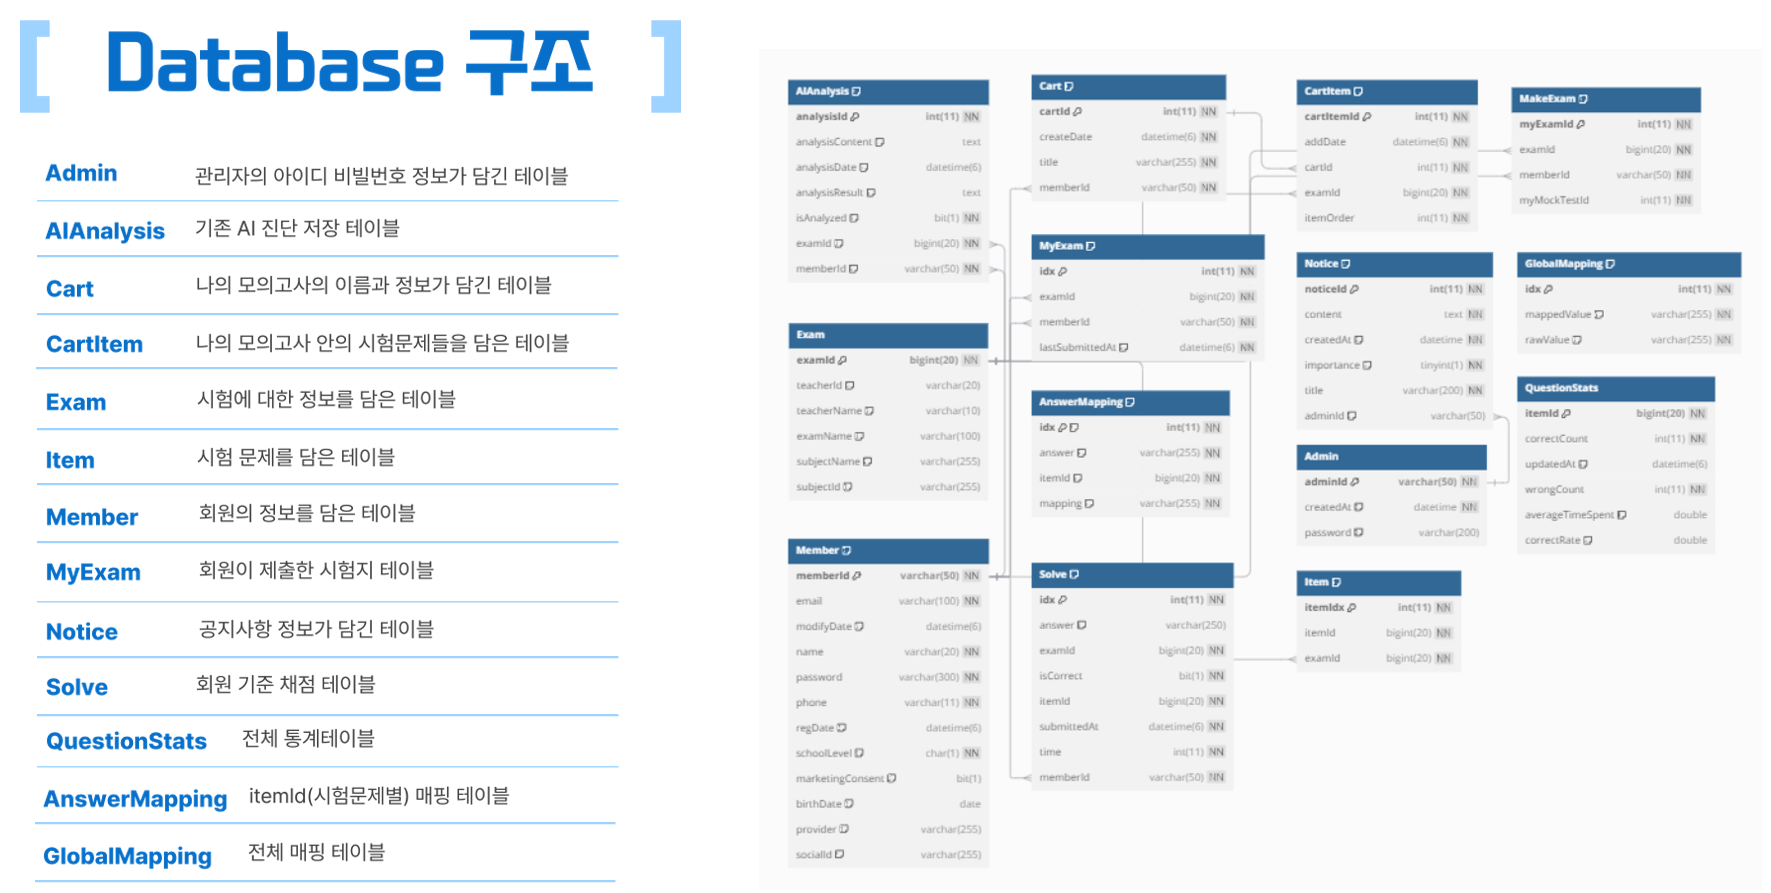 [ Database 구조 ]
Admin 관리자의 아이디 비빌번호 정보가 담긴 테이블
AIAnalysis 기존 AI 진단 저장 테이블
Cart 나의 모의고사의 이름과 정보가 담긴 테이블
CartItem 나의 모의고사 안의 시험문제들을 담은 테이블
Exam 시험에 대한 정보를 담은 테이블
Item 시험 문제를 담은 테이블
Member 회원의 정보를 담은 테이블
MyExam 회원이 제출한 시험지 테이블
Notice 공지사항 정보가 담긴 테이블
Solve 회원 기준 채점 테이블
QuestionStats 전체 통계테이블
AnswerMapping itemId(시험문제별) 매핑 테이블
GlobalMapping 전체 매핑 테이블
AIAnalysis
analysisId int(11) NN
analysisContent text
analysisDate datetime(6)
analysisResult text
isAnalyzed bit(1) NN
examId bigint(20) NN
memberId varchar(50) NN
Exam
examId bigint(20) NN
teacherId varchar(20)
teacherName varchar(10)
examName varchar(100)
subjectName varchar(255)
subjectId varchar(255)
Member
memberId varchar(50) NN
email varchar(100) NN
modifyDate datetime(6)
name varchar(20) NN
password varchar(300) NN
phone varchar(11) NN
regDate datetime(6)
schoolLevel char(1) NN
marketingConsent bit(1)
birthDate date
provider varchar(255)
socialId varchar(255)
Cart
cartId int(11) NN
createDate datetime(6) NN
title varchar(255) NN
memberId varchar(50) NN
MyExam
idx int(11) NN
examId bigint(20) NN
memberId varchar(50) NN
lastSubmittedAt datetime(6) NN
AnswerMapping
idx int(11) NN
answer varchar(255) NN
itemId bigint(20) NN
mapping varchar(255) NN
Solve
idx int(11) NN
answer varchar(250)
examId bigint(20) NN
isCorrect bit(1) NN
itemId bigint(20) NN
submittedAt datetime(6) NN
time int(11) NN
memberId varchar(50) NN
CartItem
cartItemId int(11) NN
addDate datetime(6) NN
cartId int(11) NN
examId bigint(20) NN
itemOrder int(11) NN
Notice
noticeId int(11) NN
content text NN
createdAt datetime NN
importance tinyint(1) NN
title varchar(200) NN
adminId varchar(50)
Admin
adminId varchar(50) NN
createdAt datetime NN
password varchar(200)
Item
itemIdx int(11) NN
itemId bigint(20) NN
examId bigint(20) NN
MakeExam
myExamId int(11) NN
examId bigint(20) NN
memberId varchar(50) NN
myMockTestId int(11) NN
GlobalMapping
idx int(11) NN
mappedValue varchar(255) NN
rawValue varchar(255) NN
QuestionStats
itemId bigint(20) NN
correctCount int(11) NN
updatedAt datetime(6)
wrongCount int(11) NN
averageTimeSpent double
correctRate double